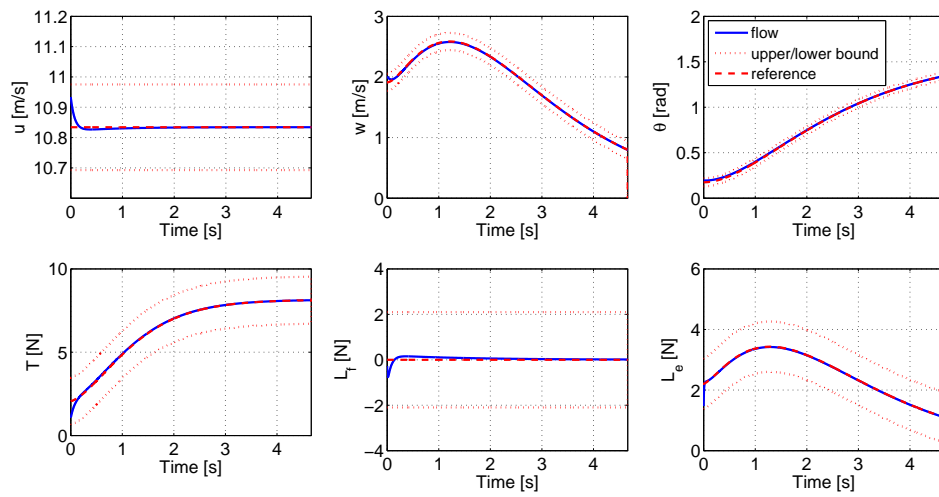 11.2
11.1
11
10.9
10.8
10.7
u [m/s]
0 1 2 3 4
Time [s]
3
2
1
0
w [m/s]
0 1 2 3 4
Time [s]
2
1.5
1
0.5
0
θ [rad]
0 1 2 3 4
Time [s]
flow
upper/lower bound
reference
10
5
0
T [N]
0 1 2 3 4
Time [s]
4
2
0
−2
−4
L_f [N]
0 1 2 3 4
Time [s]
6
4
2
0
L_e [N]
0 1 2 3 4
Time [s]